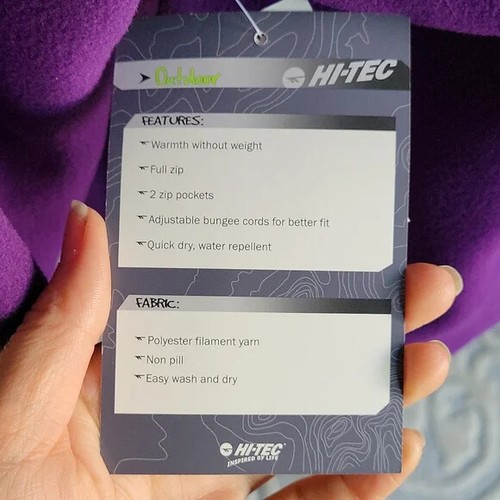 Outdoor
HI-TEC
FEATURES:
Warmth without weight
Full zip
2 zip pockets
Adjustable bungee cords for better fit
Quick dry, water repellent
FABRIC:
Polyester filament yarn
Non pill
Easy wash and dry
HI-TEC
INSPIRED BY LIFE